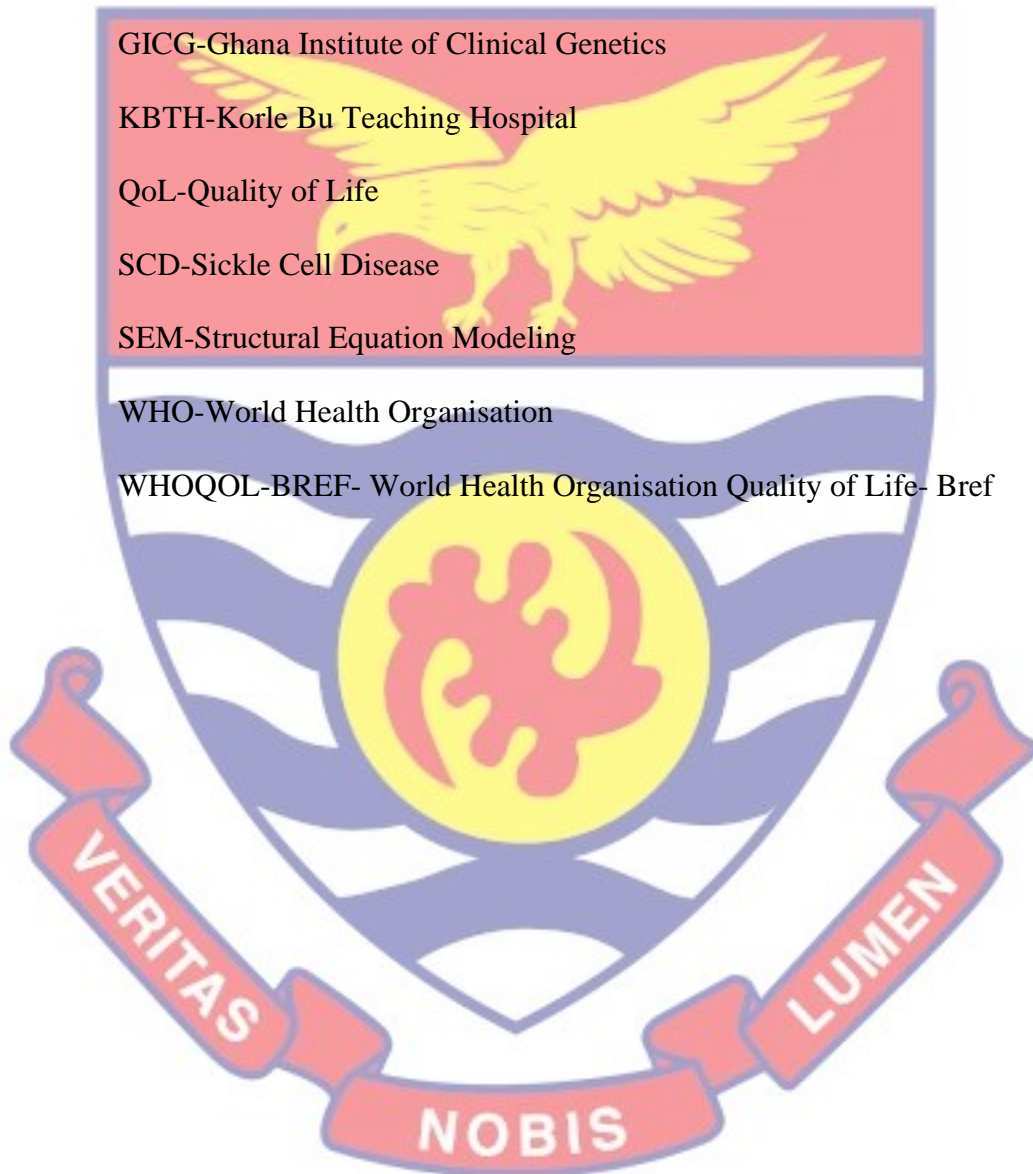 GICG-Ghana Institute of Clinical Genetics
KBTH-Korle Bu Teaching Hospital
QoL-Quality of Life
SCD-Sickle Cell Disease
SEM-Structural Equation Modeling
WHO-World Health Organisation
WHOQOL-BREF- World Health Organisation Quality of Life- Bref
VERITAS
NOBIS
LUMEN